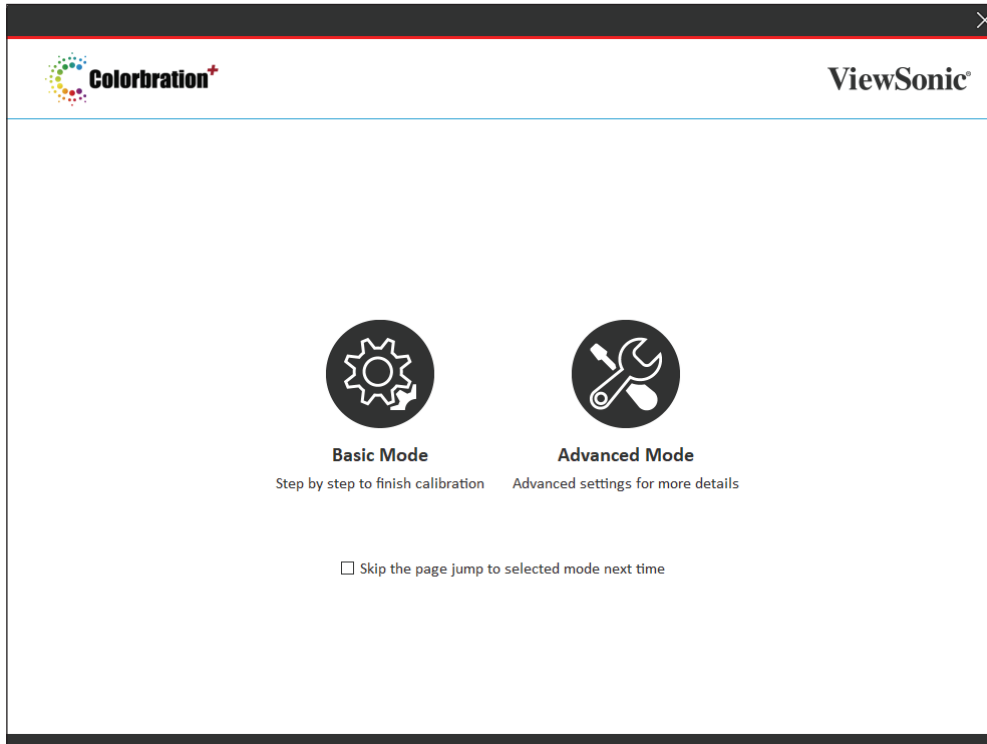 Colorbration+
ViewSonic®
Basic Mode
Advanced Mode
Step by step to finish calibration
Advanced settings for more details
Skip the page jump to selected mode next time